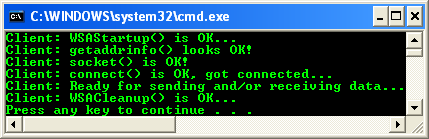 C:\WINDOWS\system32\cmd.exe
Client: WSAStartup() is OK...
Client: getaddrinfo() looks OK!
Client: socket() is OK!
Client: connect() is OK, got connected...
Client: Ready for sending and/or receiving data...
Client: WSACleanup() is OK...
Press any key to continue . . .